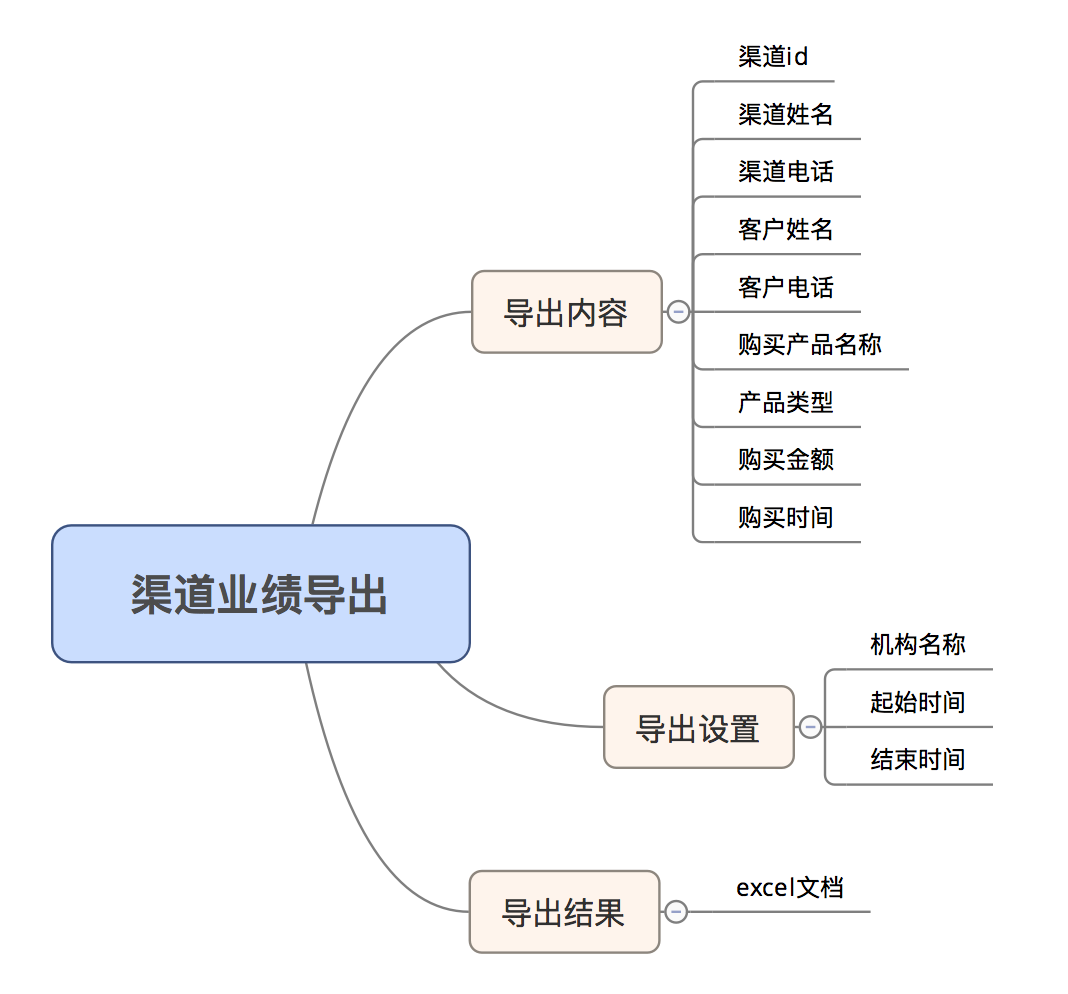 渠道业绩导出
导出内容
渠道id
渠道姓名
渠道电话
客户姓名
客户电话
购买产品名称
产品类型
购买金额
购买时间
导出设置
机构名称
起始时间
结束时间
导出结果
excel文档